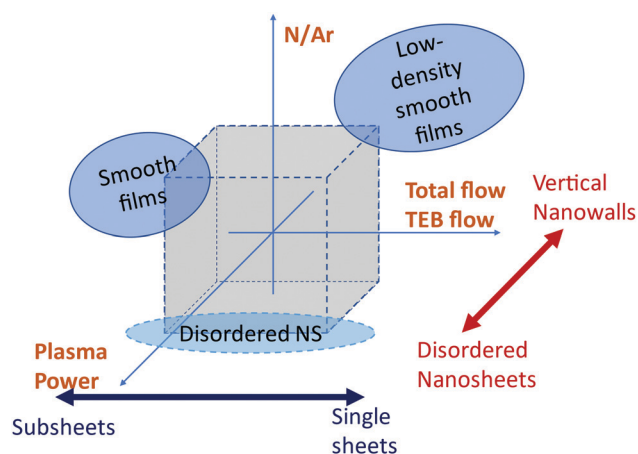 N/Ar
Low-
density
smooth
films
Smooth
films
Total flow
TEB flow
Vertical
Nanowalls
Disordered NS
Plasma
Power
Disordered
Nanosheets
Subsheets
Single
sheets